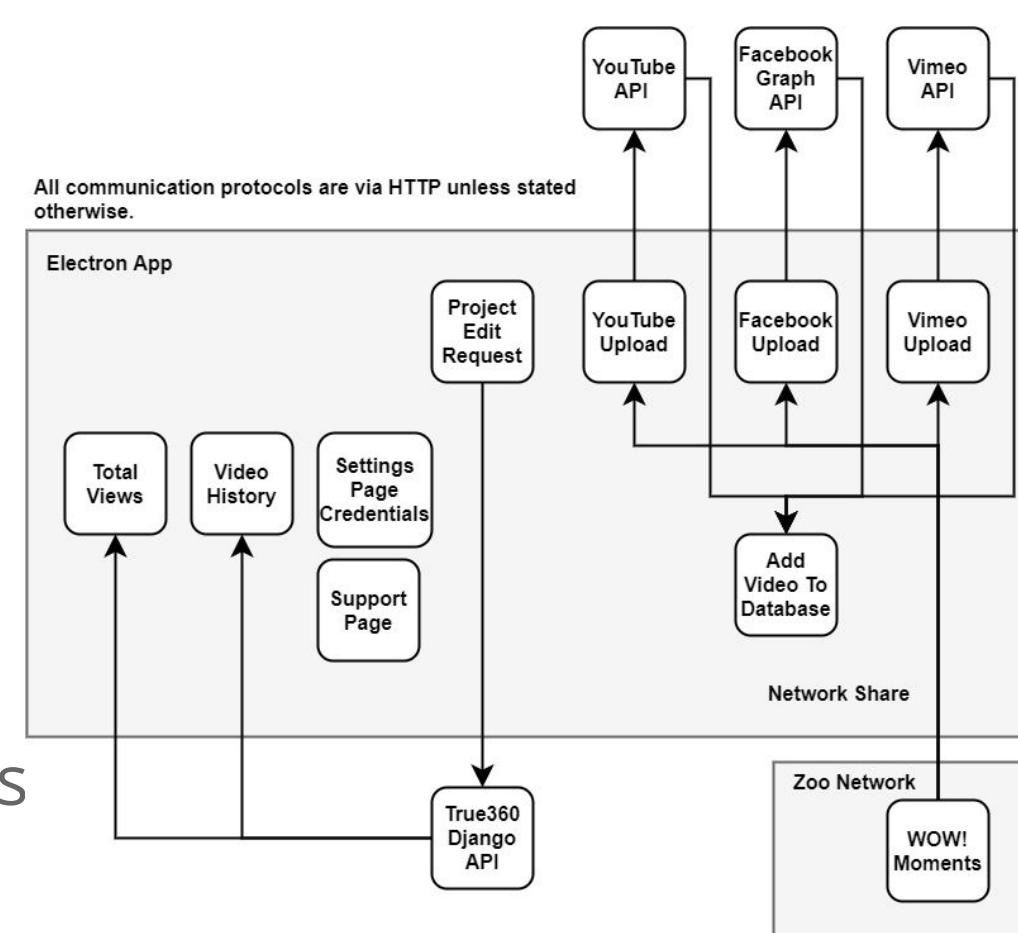 YouTube
API
Facebook
Graph
API
Vimeo
API
All communication protocols are via HTTP unless stated
otherwise.
Electron App
Project
Edit
Request
YouTube
Upload
Facebook
Upload
Vimeo
Upload
Total
Views
Video
History
Settings
Page
Credentials
Support
Page
Add
Video To
Database
Network Share
s
True360
Django
API
Zoo Network
WOW!
Moments